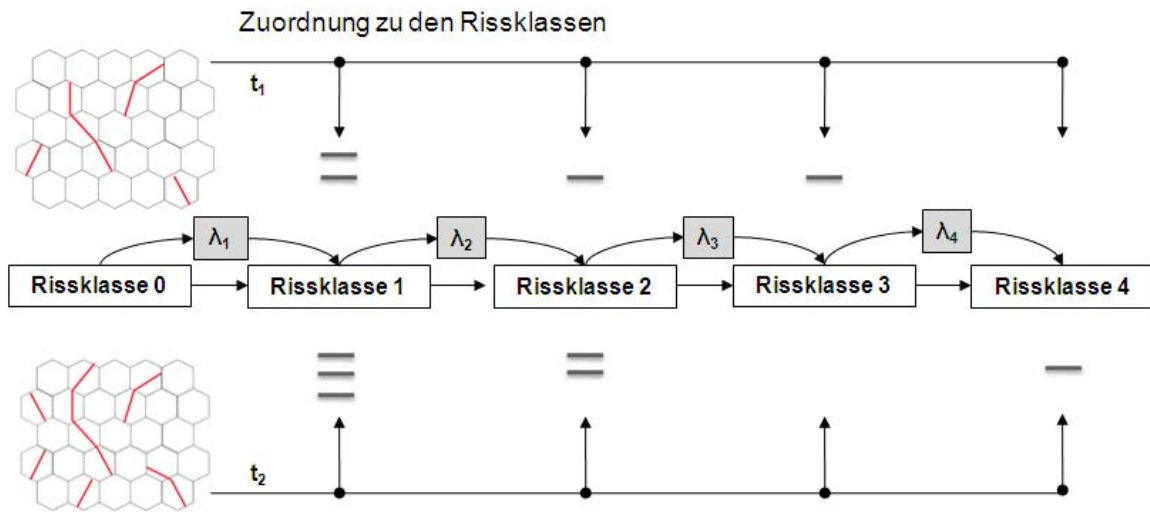 Zuordnung zu den Rissklassen
t₁
λ₁
λ₂
λ₃
λ₄
Rissklasse 0
Rissklasse 1
Rissklasse 2
Rissklasse 3
Rissklasse 4
t₂